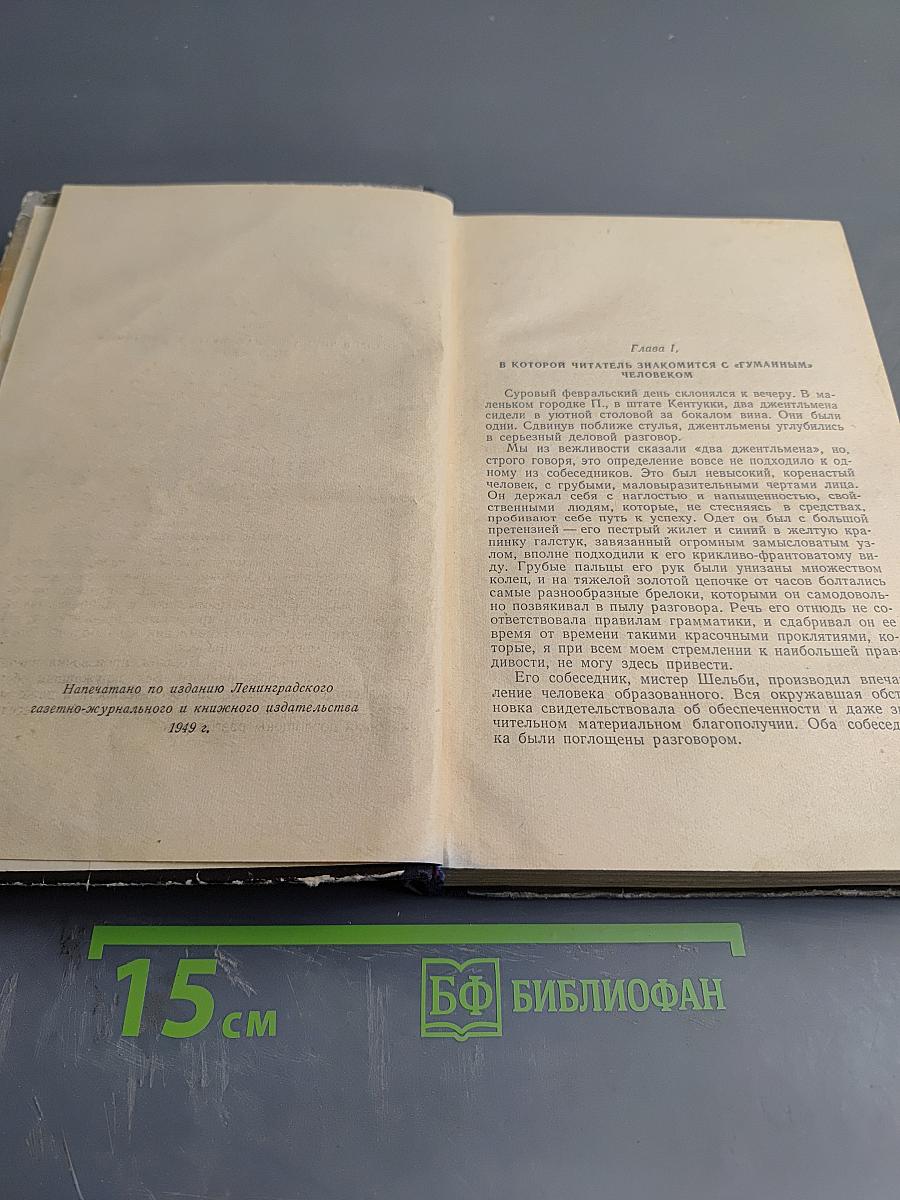 Напечатано по изданию Ленинградского
газетно-журнального и книжного издательства
1949 г.
Глава I,
В КОТОРОЙ ЧИТАТЕЛЬ ЗНАКОМИТСЯ С «ГУМАННЫМ»
ЧЕЛОВЕКОМ
Суровый февральский день склонялся к вечеру. В ма-
леньком городке П., в штате Кентукки, два джентльмена
сидели в уютной столовой за бокалом вина. Они были
одни. Сдвинув поближе стулья, джентльмены углубились
в серьезный деловой разговор.
Мы из вежливости сказали «два джентльмена», но,
строго говоря, это определение вовсе не подходило к од-
ному из собеседников. Это был невысокий, коренастый
человек, с грубыми, маловыразительными чертами лица.
Он держал себя с наглостью и напыщенностью, свой-
ственными людям, которые, не стесняясь в средствах,
пробивают себе путь к успеху. Одет он был с большой
претензией — его пестрый жилет и синий в желтую кра-
пинку галстук, завязанный огромным замысловатым уз-
лом, вполне подходили к его крикливо-франтоватому ви-
ду. Грубые пальцы его рук были унизаны множеством
колец, и на тяжелой золотой цепочке от часов болтались
самые разнообразные брелоки, которыми он самодоволь-
но позвякивал в пылу разговора. Речь его отнюдь не со-
ответствовала правилам грамматики, и сдабривал он ее
время от времени такими красочными проклятиями, ко-
торые, я при всем моем стремлении к наибольшей прав-
дивости, не могу здесь привести.
Его собеседник, мистер Шельби, производил впеча
ление человека образованного. Вся окружавшая обст
новка свидетельствовала об обеспеченности и даже зн
чительном материальном благополучии. Оба собесед
ка были поглощены разговором.
15 см
БФ БИБЛИОФАН